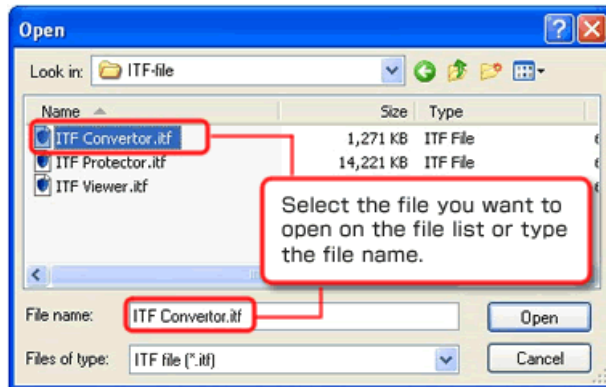 Open
Look in: ITF-file
Name Size Type
ITF Convertor.itf 1,271 KB ITF File
ITF Protector.itf 14,221 KB ITF File
ITF Viewer.itf
Select the file you want to
open on the file list or type
the file name.
File name: ITF Convertor.itf Open
Files of type: ITF file (*.itf) Cancel